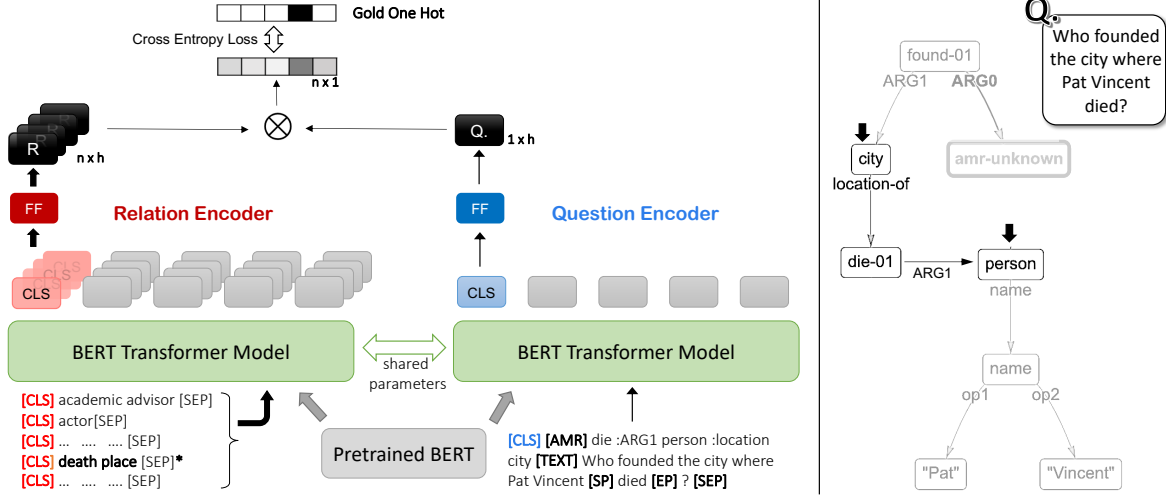 Gold One Hot
Cross Entropy Loss
n x 1
R
n x h
Q.
1 x h
FF
Relation Encoder
FF
Question Encoder
CLS
CLS
CLS
CLS
BERT Transformer Model
shared
parameters
BERT Transformer Model
[CLS] academic advisor [SEP]
[CLS] actor[SEP]
[CLS] ... .... .... [SEP]
[CLS] death place [SEP]*
[CLS] ... .... .... [SEP]
Pretrained BERT
[CLS] [AMR] die :ARG1 person :location
city [TEXT] Who founded the city where
Pat Vincent [SP] died [EP] ? [SEP]
Q.
Who founded
the city where
Pat Vincent
died?
found-01
ARG1
ARG0
city
amr-unknown
location-of
die-01
ARG1
person
name
name
op1
op2
"Pat"
"Vincent"